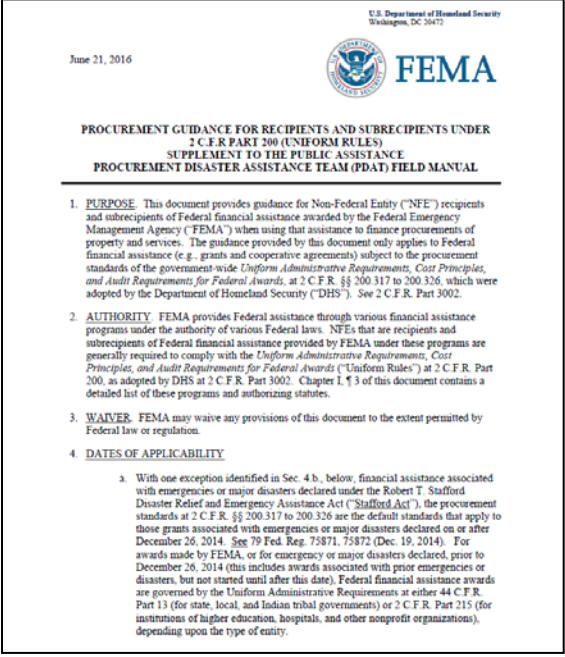 U.S. Department of Homeland Security
Washington, DC 20472
June 21, 2016
FEMA
PROCUREMENT GUIDANCE FOR RECIPIENTS AND SUBRECIPIENTS UNDER
2 C.F.R PART 200 (UNIFORM RULES)
SUPPLEMENT TO THE PUBLIC ASSISTANCE
PROCUREMENT DISASTER ASSISTANCE TEAM (PDAT) FIELD MANUAL
1. PURPOSE. This document provides guidance for Non-Federal Entity ("NFE") recipients
and subrecipients of Federal financial assistance awarded by the Federal Emergency
Management Agency ("FEMA") when using that assistance to finance procurements of
property and services. The guidance provided by this document only applies to Federal
financial assistance (e.g., grants and cooperative agreements) subject to the procurement
standards of the government-wide Uniform Administrative Requirements, Cost Principles,
and Audit Requirements for Federal Awards, at 2 C.F.R. §§ 200.317 to 200.326, which were
adopted by the Department of Homeland Security ("DHS"). See 2 C.F.R. Part 3002.
2. AUTHORITY. FEMA provides Federal assistance through various financial assistance
programs under the authority of various Federal laws. NFEs that are recipients and
subrecipients of Federal financial assistance provided by FEMA under these programs are
generally required to comply with the Uniform Administrative Requirements, Cost
Principles, and Audit Requirements for Federal Awards ("Uniform Rules") at 2 C.F.R. Part
200, as adopted by DHS at 2 C.F.R. Part 3002. Chapter I, ¶ 3 of this document contains a
detailed list of these programs and authorizing statutes.
3. WAIVER. FEMA may waive any provisions of this document to the extent permitted by
Federal law or regulation.
4. DATES OF APPLICABILITY
a. With one exception identified in Sec. 4.b., below, financial assistance associated
with emergencies or major disasters declared under the Robert T. Stafford
Disaster Relief and Emergency Assistance Act ("Stafford Act"), the procurement
standards at 2 C.F.R. §§ 200.317 to 200.326 are the default standards that apply to
those grants associated with emergencies or major disasters declared on or after
December 26, 2014. See 79 Fed. Reg. 75871, 75872 (Dec. 19, 2014). For
awards made by FEMA, or for emergency or major disasters declared, prior to
December 26, 2014 (this includes awards associated with prior emergencies or
disasters, but not started until after this date), Federal financial assistance awards
are governed by the Uniform Administrative Requirements at either 44 C.F.R.
Part 13 (for state, local, and Indian tribal governments) or 2 C.F.R. Part 215 (for
institutions of higher education, hospitals, and other nonprofit organizations),
depending upon the type of entity.